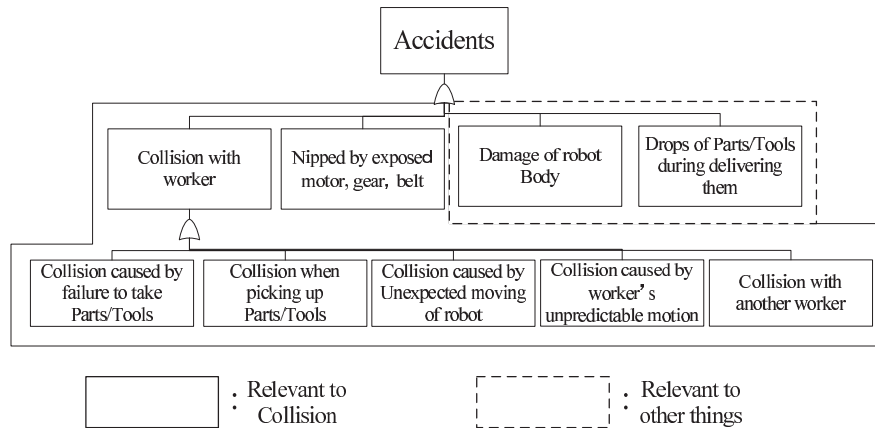 Accidents
Collision with
worker
Nipped by exposed
motor, gear, belt
Damage of robot
Body
Drops of Parts/Tools
during delivering
them
Collision caused by
failure to take
Parts/Tools
Collision when
picking up
Parts/Tools
Collision caused by
Unexpected moving
of robot
Collision caused by
worker's
unpredictable motion
Collision with
another worker
: Relevant to
Collision
: Relevant to
other things